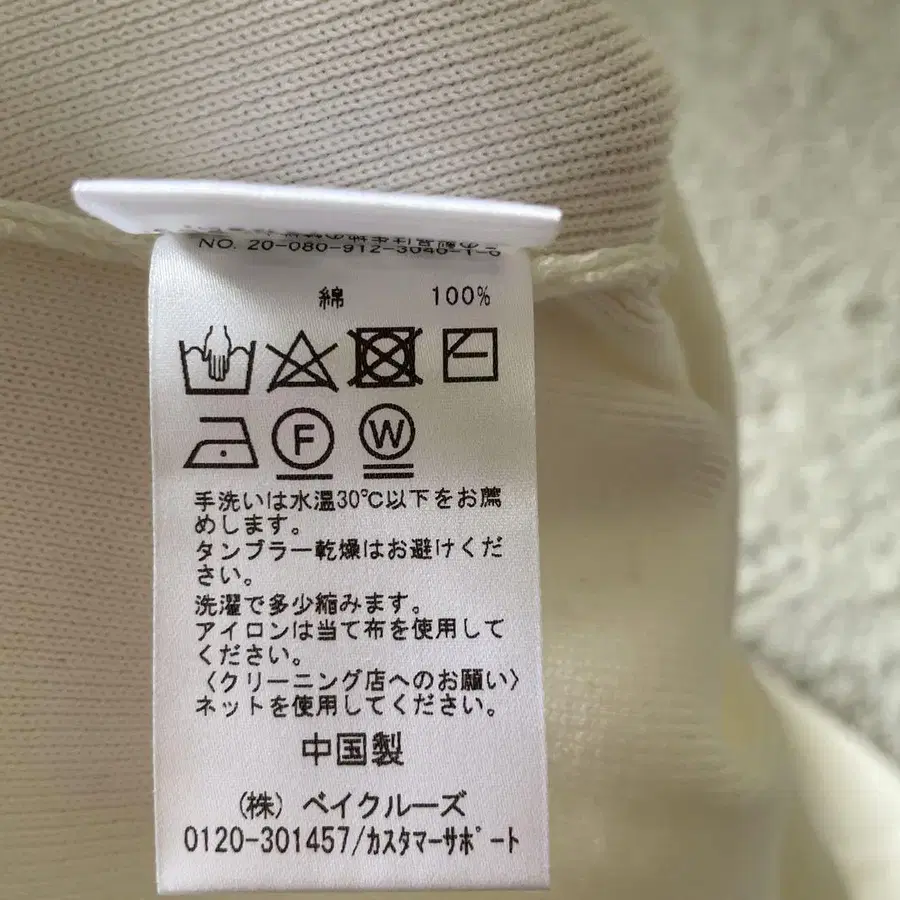 NO. 20-080-912-3040-1-0
綿 100%
F W
手洗いは水温30℃以下をお薦
めします。
タンブラー乾燥はお避けくだ
さい。
洗濯で多少縮みます。
アイロンは当て布を使用して
ください。
〈クリーニング店へのお願い〉
ネットを使用してください。
中国製
(株) ベイクルーズ
0120-301457/カスタマーサポート